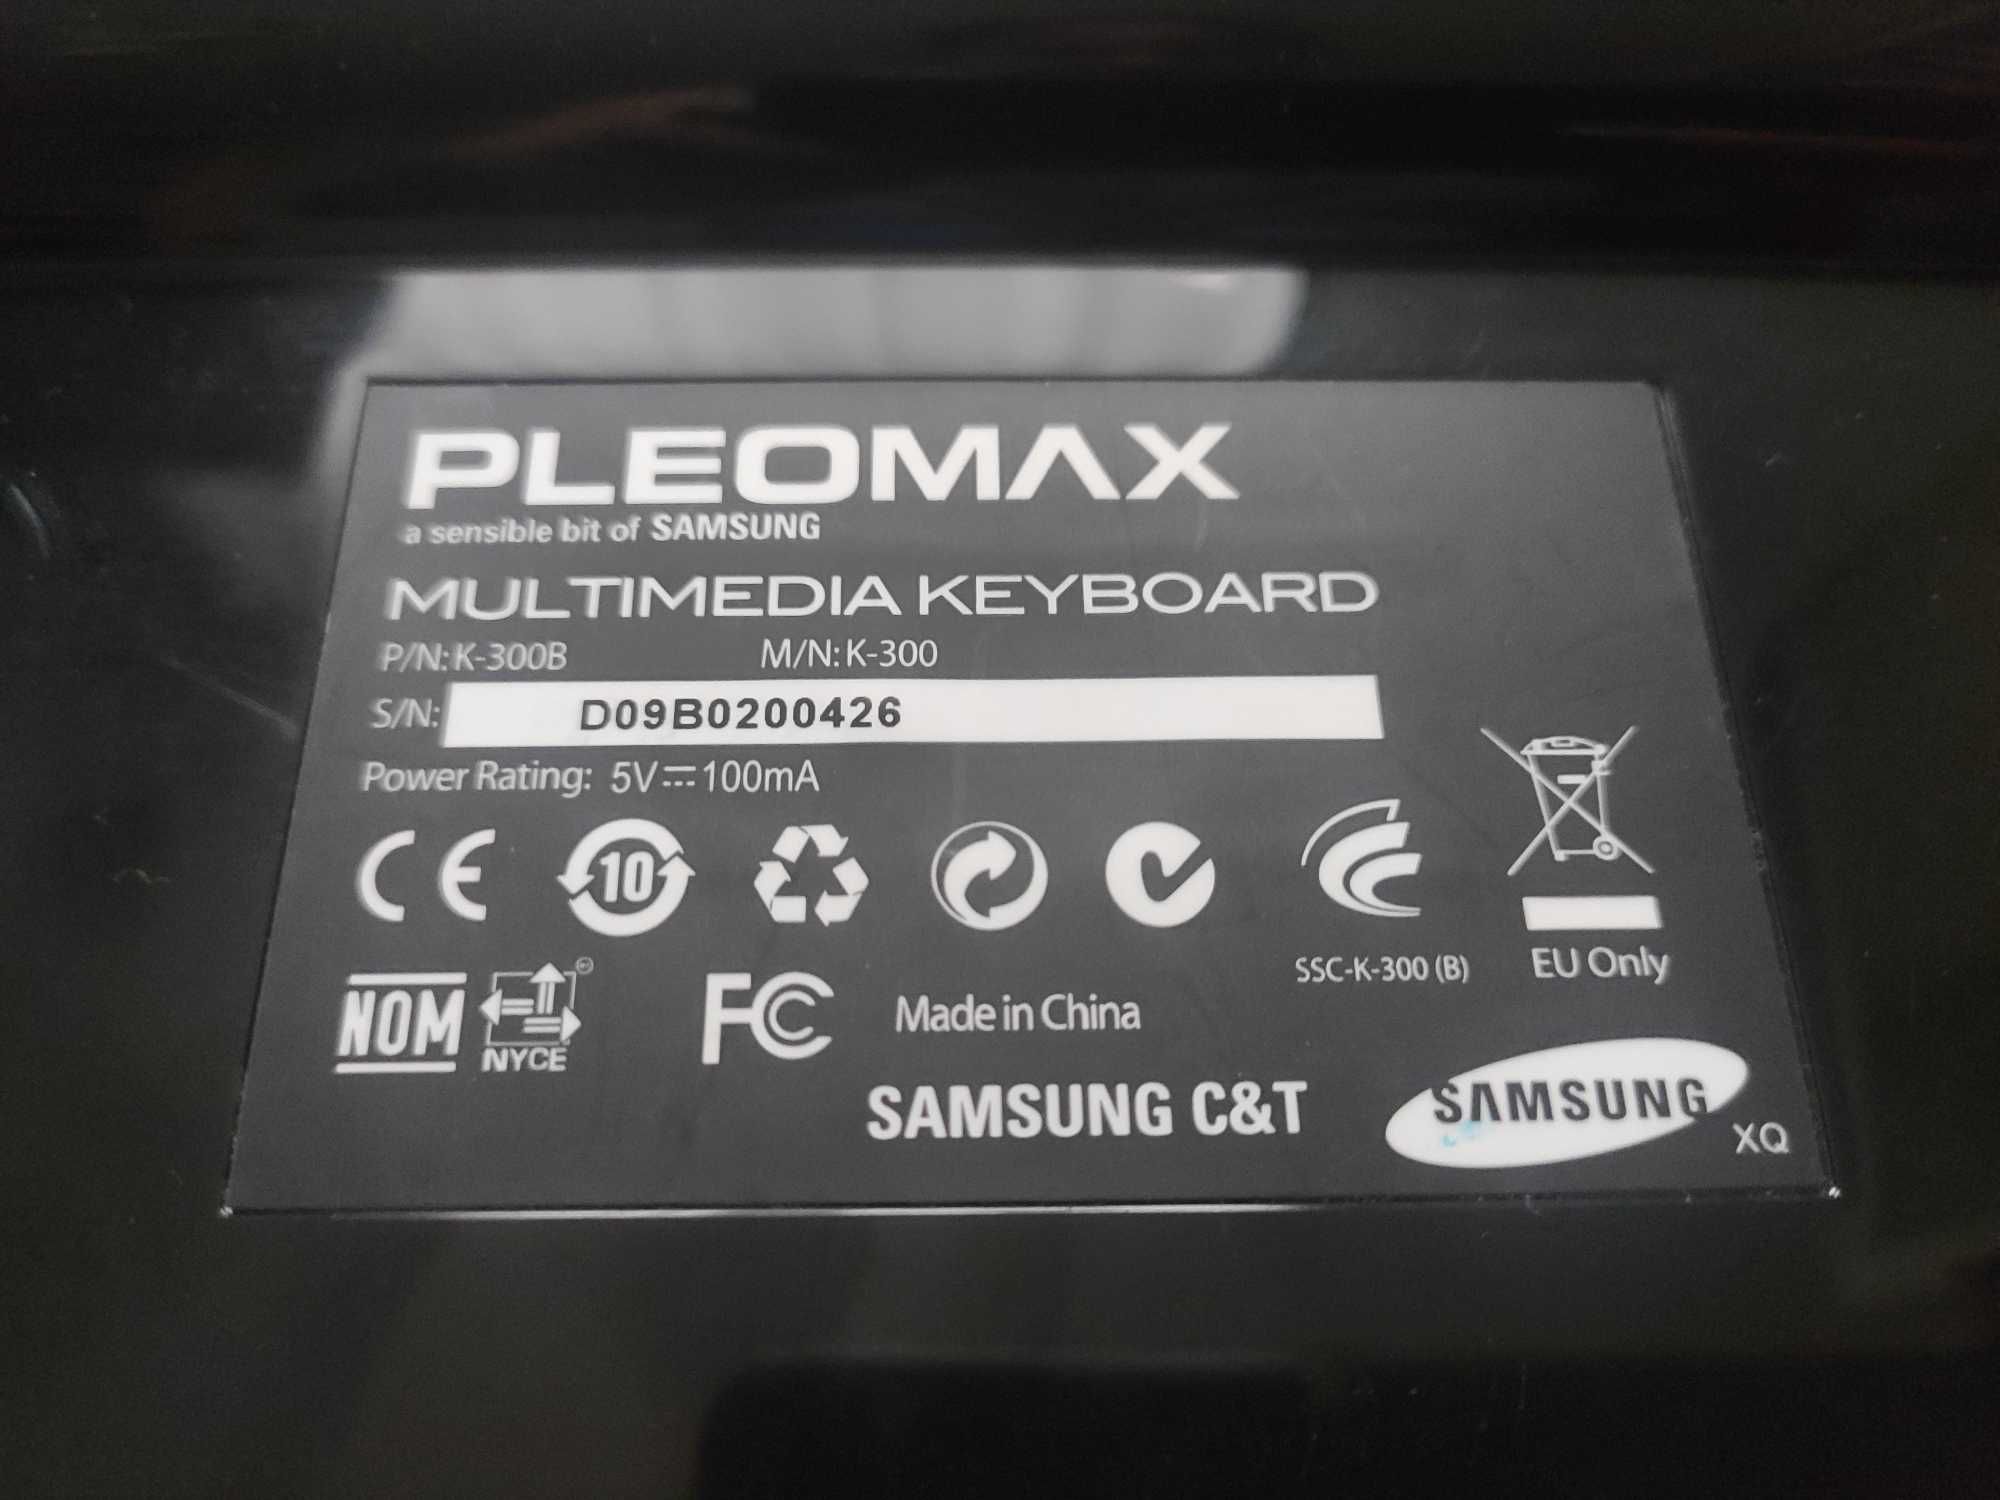 PLEOMAX
a sensible bit of SAMSUNG
MULTIMEDIA KEYBOARD
P/N: K-300B M/N: K-300
S/N: D09B0200426
Power Rating: 5V⎓100mA
CE 10
SSC-K-300 (B) EU Only
NOM NYCE FC Made in China
SAMSUNG C&T SAMSUNG XQ